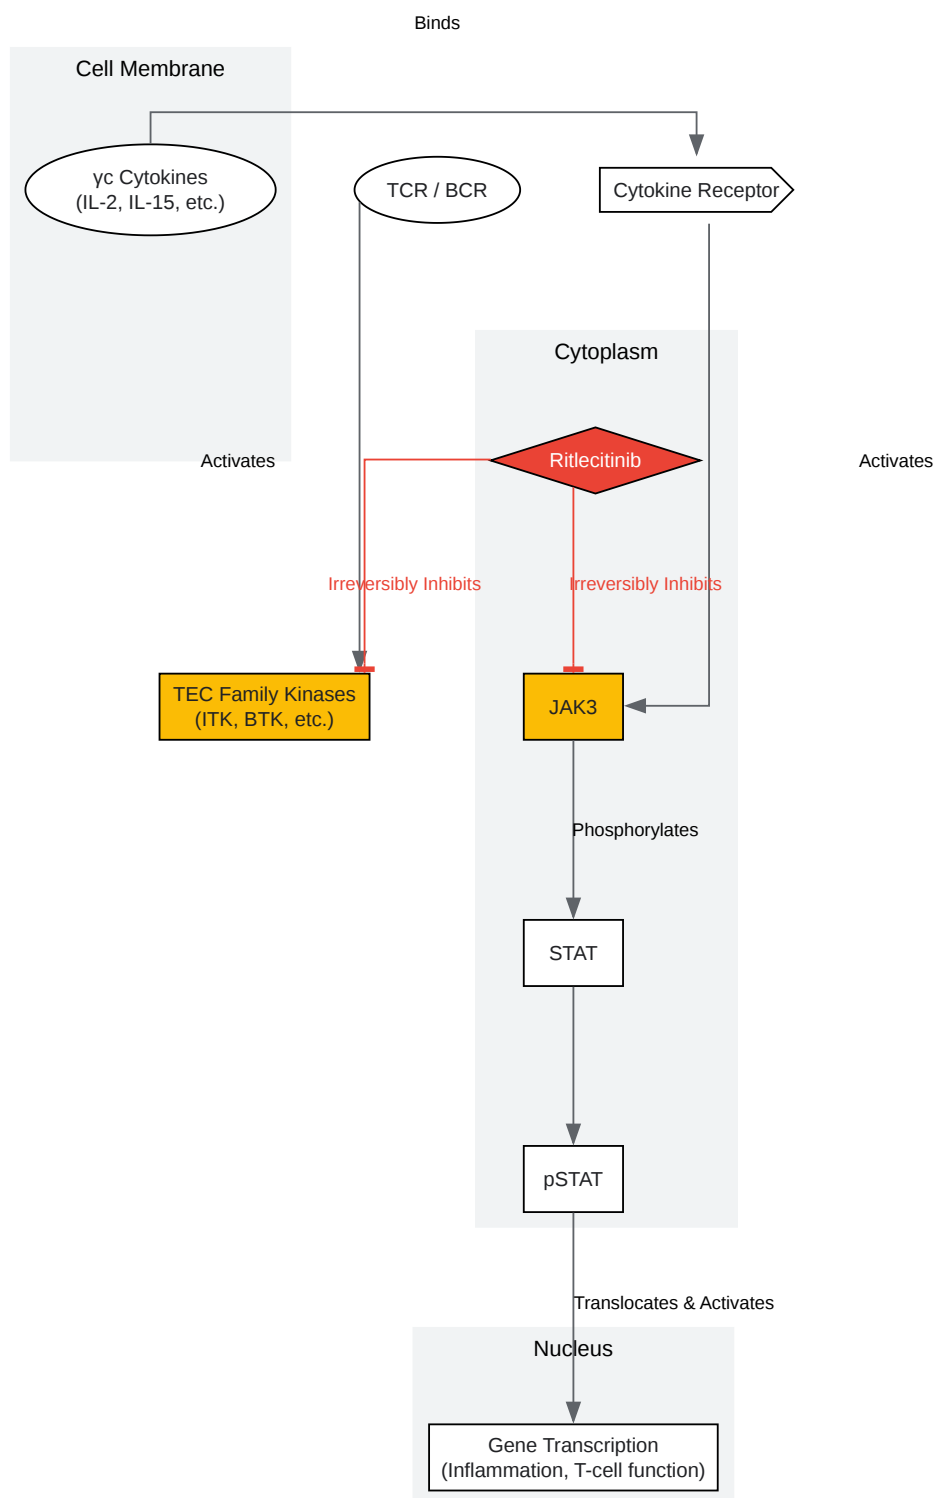 Binds
Cell Membrane
γc Cytokines
(IL-2, IL-15, etc.)
TCR / BCR
Cytokine Receptor
Cytoplasm
Activates
Ritlecitinib
Activates
Irreversibly Inhibits
Irreversibly Inhibits
TEC Family Kinases
(ITK, BTK, etc.)
JAK3
Phosphorylates
STAT
pSTAT
Translocates & Activates
Nucleus
Gene Transcription
(Inflammation, T-cell function)